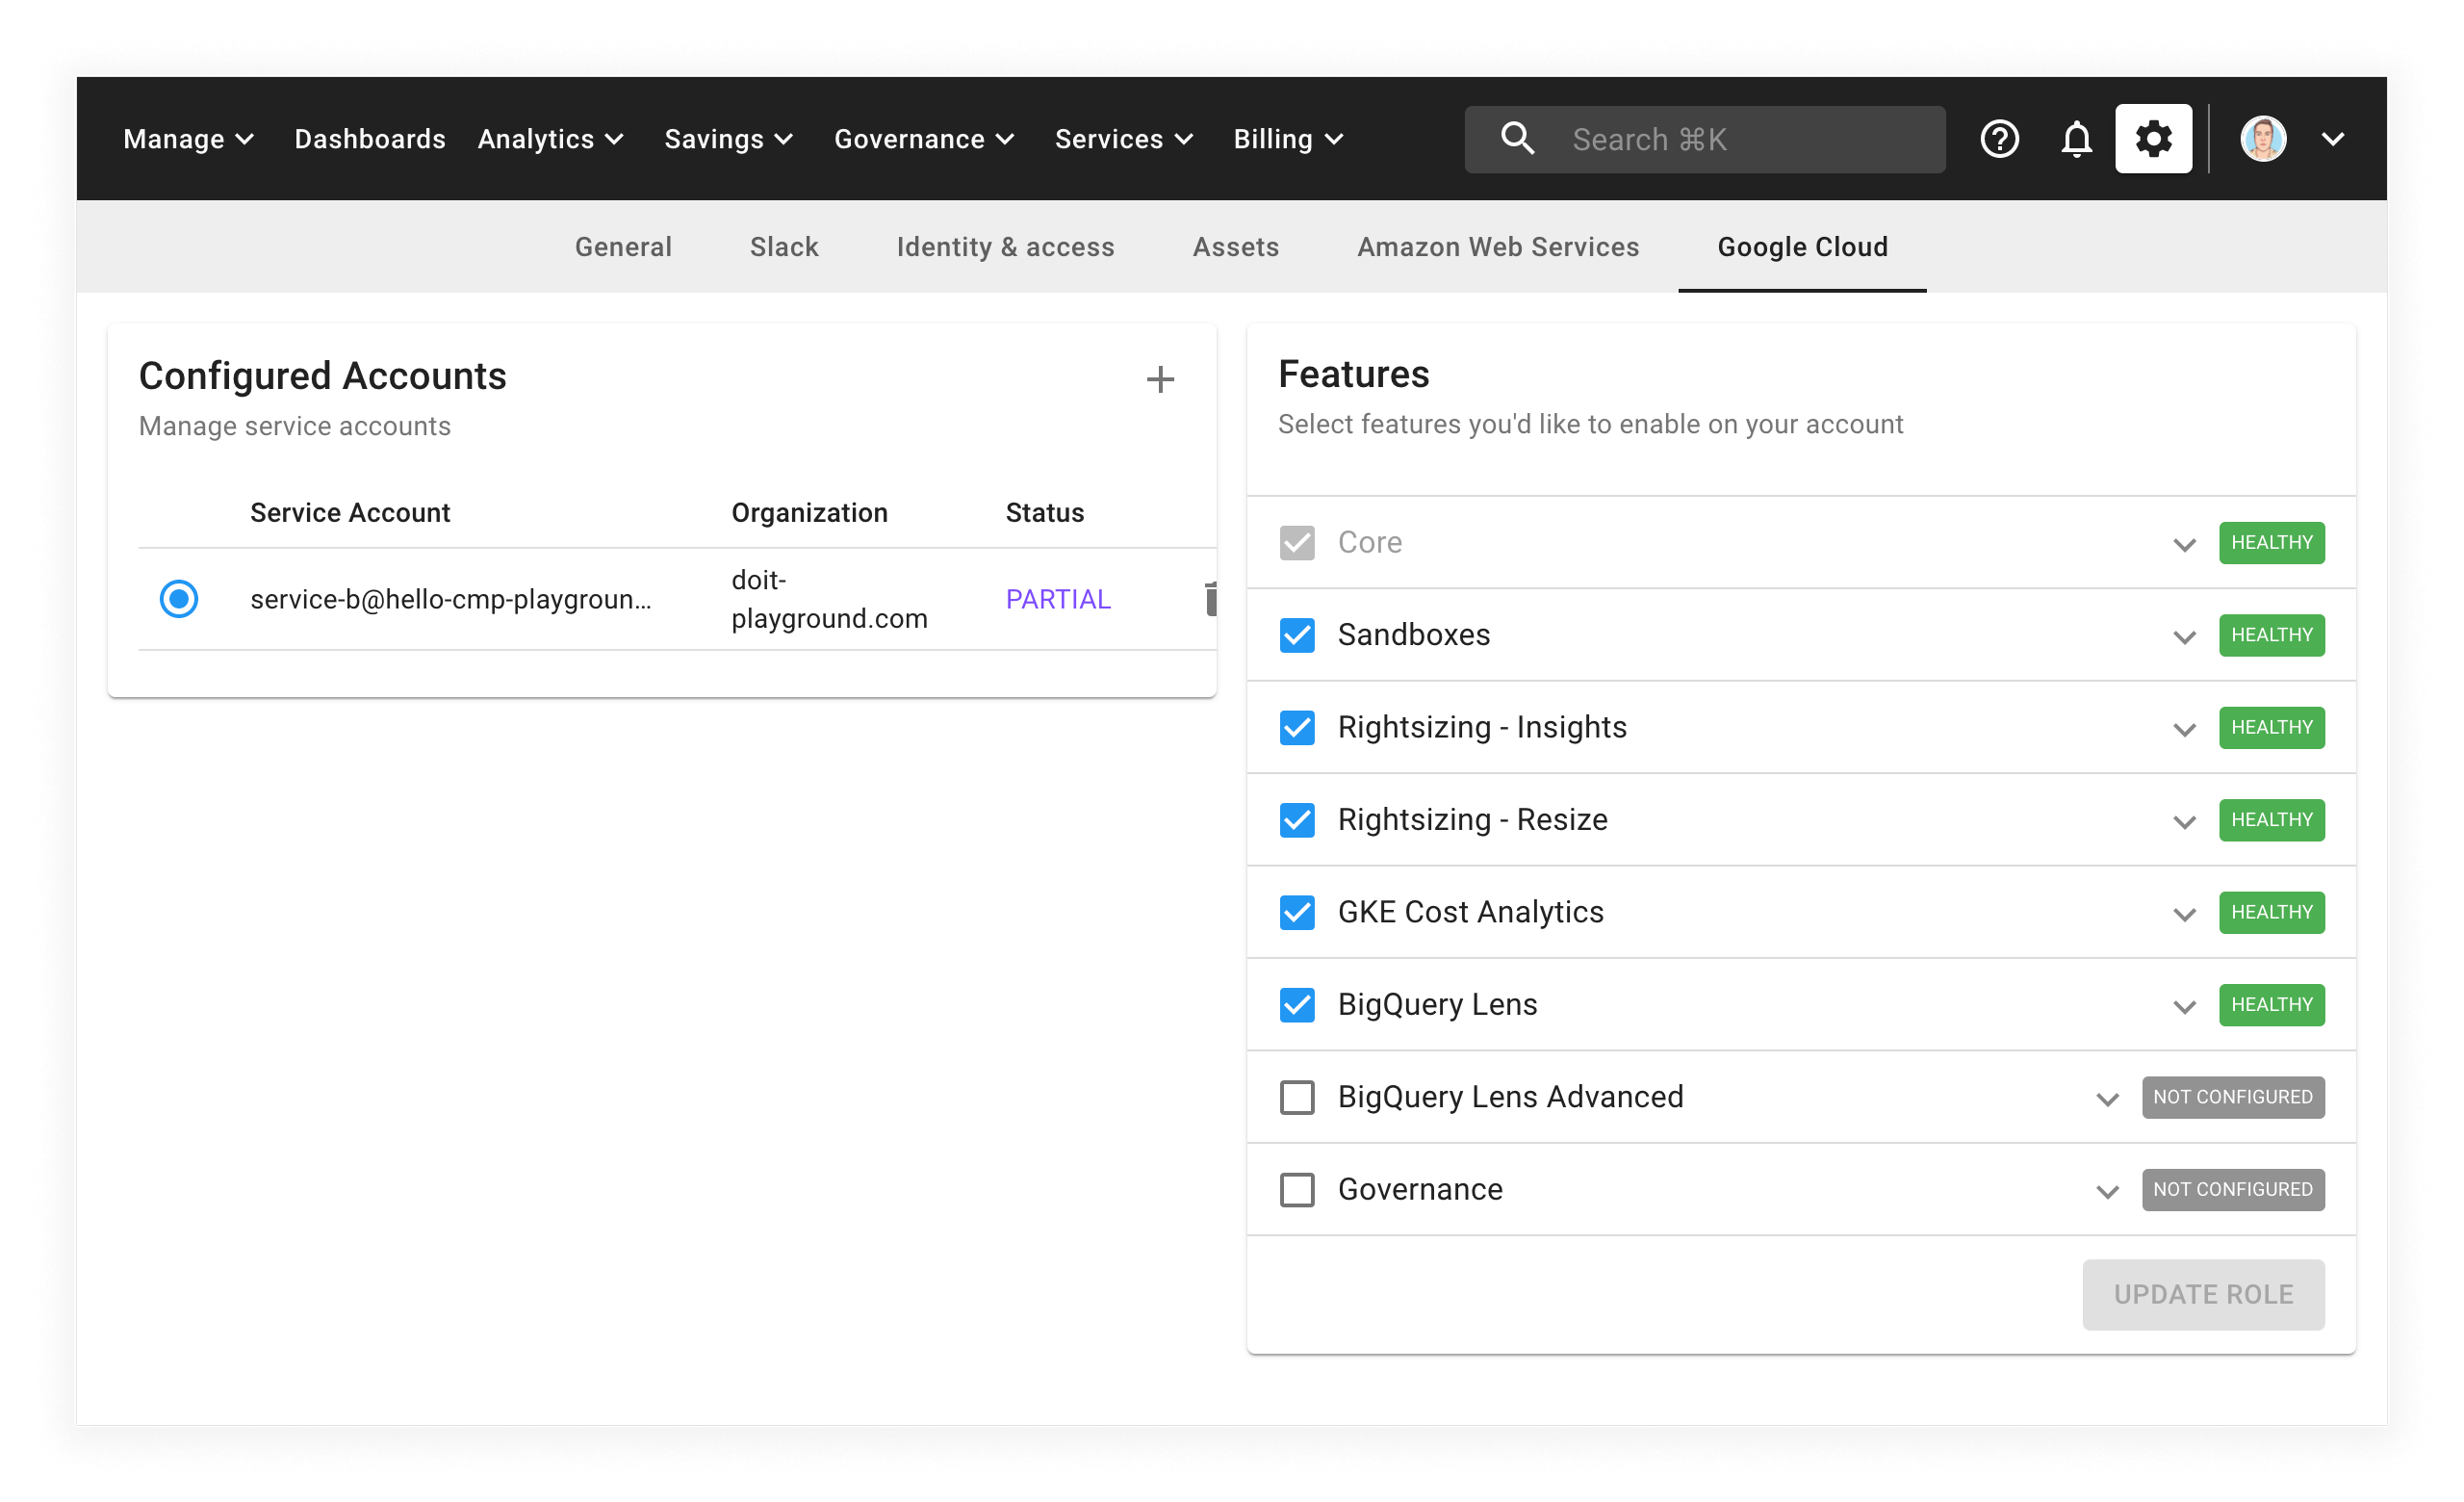 Manage Dashboards Analytics Savings Governance Services Billing Search ⌘K
General Slack Identity & access Assets Amazon Web Services Google Cloud
Configured Accounts
Manage service accounts
Service Account Organization Status
service-b@hello-cmp-playgroun... doit-playground.com PARTIAL
Features
Select features you'd like to enable on your account
Core HEALTHY
Sandboxes HEALTHY
Rightsizing - Insights HEALTHY
Rightsizing - Resize HEALTHY
GKE Cost Analytics HEALTHY
BigQuery Lens HEALTHY
BigQuery Lens Advanced NOT CONFIGURED
Governance NOT CONFIGURED
UPDATE ROLE